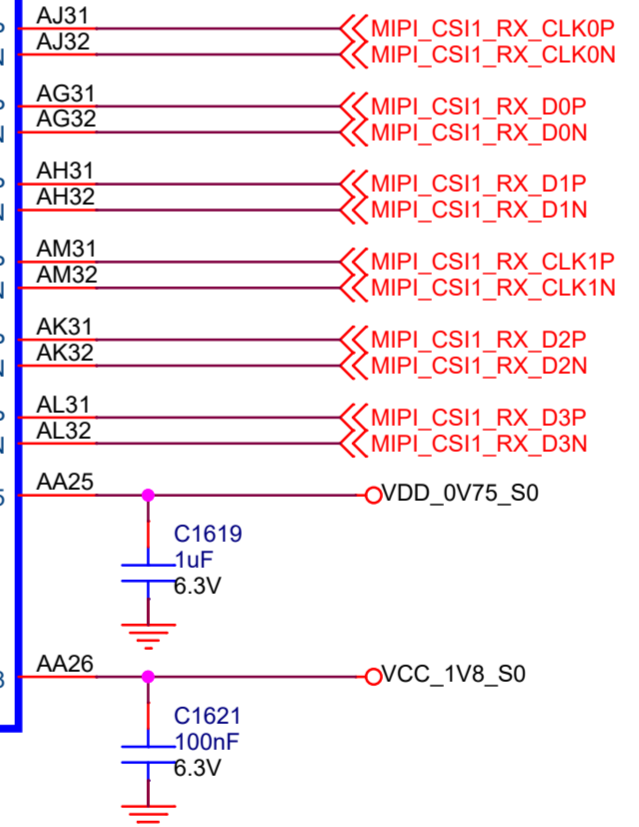 AJ31 MIPI_CSI1_RX_CLK0P
AJ32 MIPI_CSI1_RX_CLK0N
AG31 MIPI_CSI1_RX_D0P
AG32 MIPI_CSI1_RX_D0N
AH31 MIPI_CSI1_RX_D1P
AH32 MIPI_CSI1_RX_D1N
AM31 MIPI_CSI1_RX_CLK1P
AM32 MIPI_CSI1_RX_CLK1N
AK31 MIPI_CSI1_RX_D2P
AK32 MIPI_CSI1_RX_D2N
AL31 MIPI_CSI1_RX_D3P
AL32 MIPI_CSI1_RX_D3N
AA25 VDD_0V75_S0
C1619
1uF
6.3V
AA26 VCC_1V8_S0
C1621
100nF
6.3V